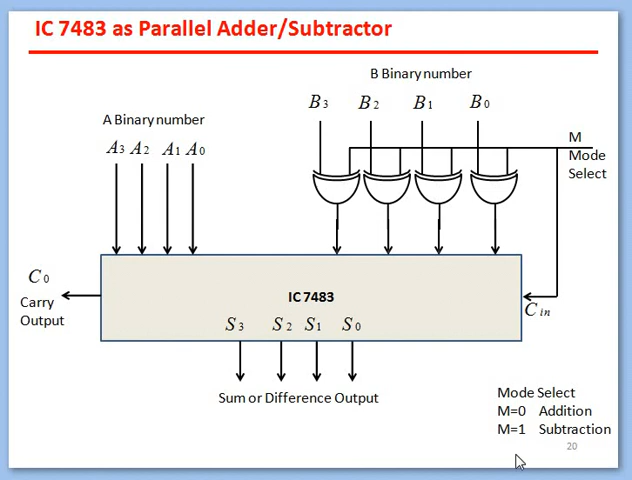 IC 7483 as Parallel Adder/Subtractor
B Binary number
B3 B2 B1 B0
A Binary number
A3 A2 A1 A0
M
Mode
Select
C0
Carry
Output
IC 7483
Cin
S3 S2 S1 S0
Sum or Difference Output
Mode Select
M=0 Addition
M=1 Subtraction
20